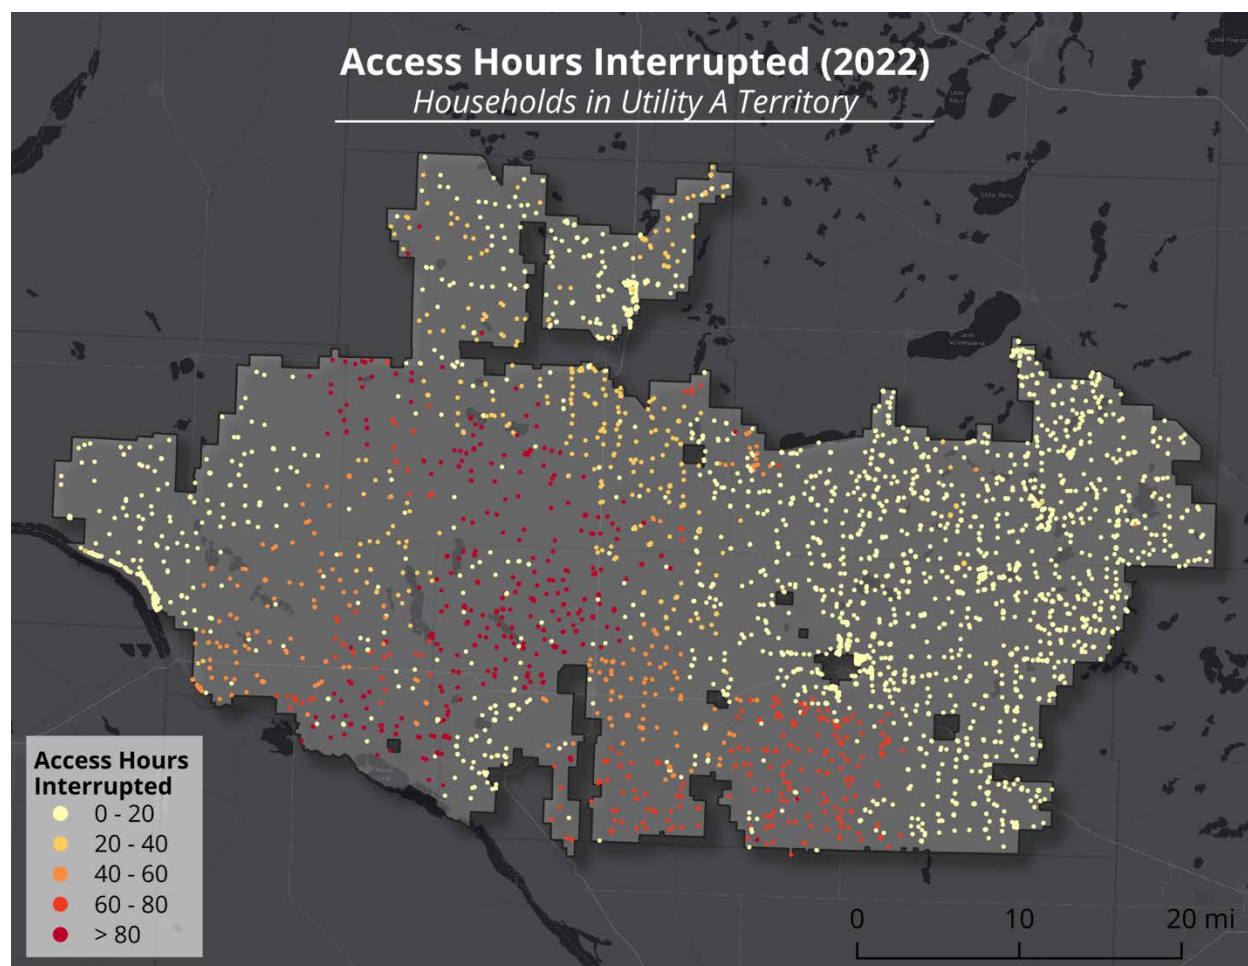 Access Hours Interrupted (2022)
Households in Utility A Territory
Access Hours
Interrupted
0 - 20
20 - 40
40 - 60
60 - 80
> 80
0 10 20 mi